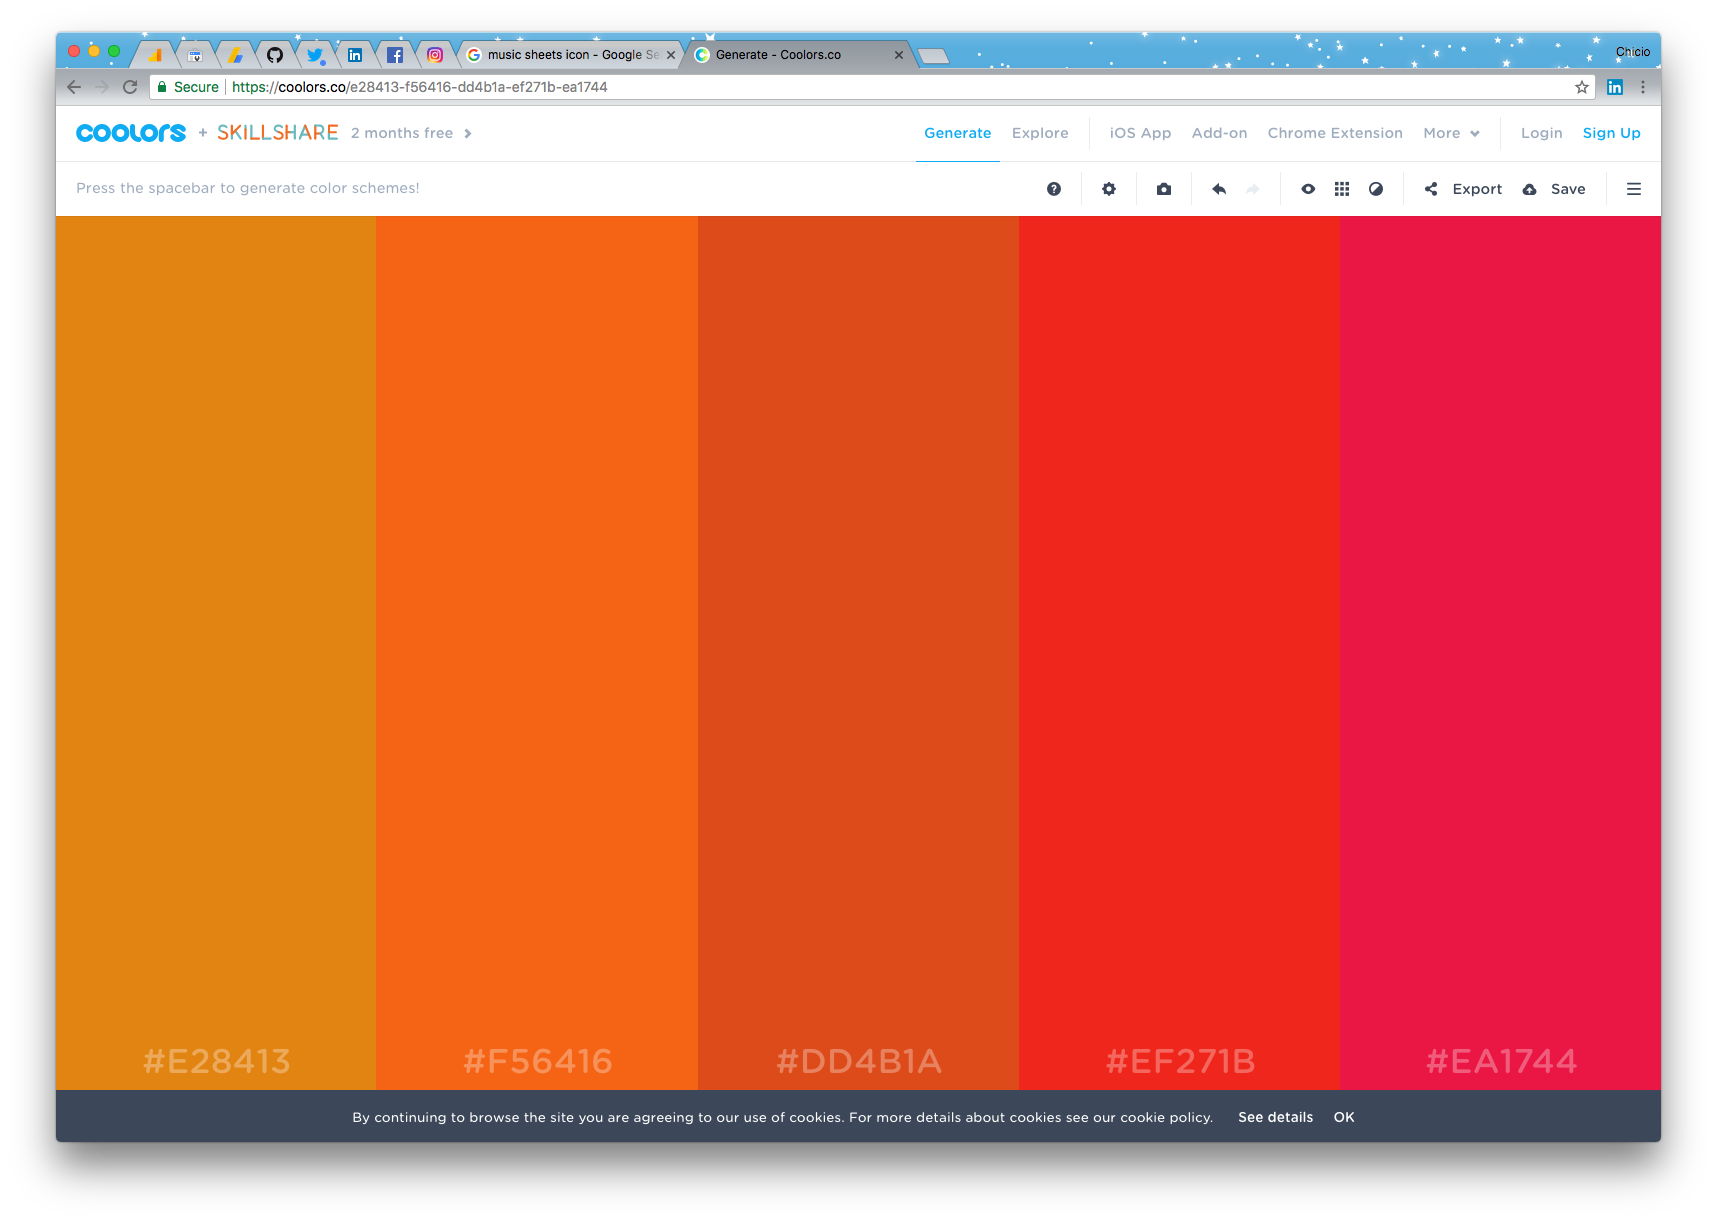 music sheets icon - Google Se
Generate - Coolors.co
Chicio
Secure https://coolors.co/e28413-f56416-dd4b1a-ef271b-ea1744
coolors + SKILLSHARE 2 months free
Generate Explore iOS App Add-on Chrome Extension More Login Sign Up
Press the spacebar to generate color schemes!
Export Save
#E28413 #F56416 #DD4B1A #EF271B #EA1744
By continuing to browse the site you are agreeing to our use of cookies. For more details about cookies see our cookie policy. See details OK